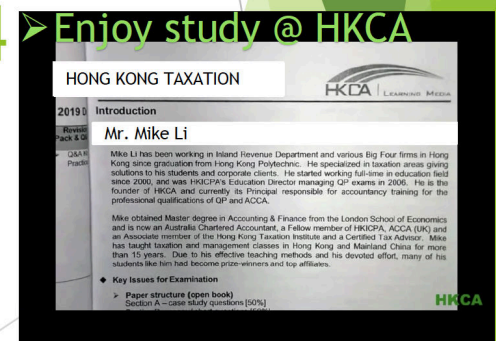 ➢ Enjoy study @ HKCA
HONG KONG TAXATION
HKCA LEARNING MEDIA
2019
Introduction
Revisio
Pack & Q
Mr. Mike Li
Q&A
Practi
Mike Li has been working in Inland Revenue Department and various Big Four firms in Hong
Kong since graduation from Hong Kong Polytechnic. He specialized in taxation areas giving
solutions to his students and corporate clients. He started working full-time in education field
since 2000, and was HKICPA's Education Director managing QP exams in 2006. He is the
founder of HKCA and currently is Principal responsible for accountancy training for the
professional qualifications of QP and ACCA.
Mike obtained Master degree in Accounting & Finance from the London School of Economics
and is now an Australia Chartered Accountant, a Fellow member of HKICPA, ACCA (UK) and
an Associate member of the Hong Kong Taxation Institute and a Certified Tax Advisor. Mike
has taught taxation and management classes in Hong Kong and Mainland China for more
than 15 years. Due to his effective teaching methods and his devoted effort, many of his
students like him had become prize-winners and top affiliates.
◆ Key Issues for Examination
➢ Paper structure (open book)
Section A – case study questions [50%]
HKCA